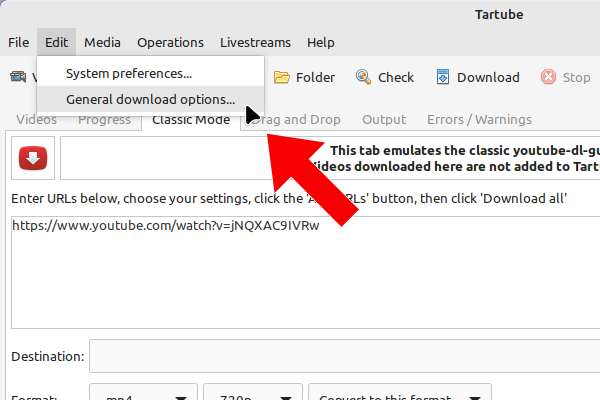 Tartube
File Edit Media Operations Livestreams Help
System preferences...
Folder Check Download Stop
General download options...
Videos Progress Classic Mode Drag and Drop Output Errors / Warnings
This tab emulates the classic youtube-dl-gu
Videos downloaded here are not added to Tart
Enter URLs below, choose your settings, click the 'A RLs' button, then click 'Download all'
https://www.youtube.com/watch?v=jNQXAC9IVRw
Destination:
Format: mp4 720p Convert to this format